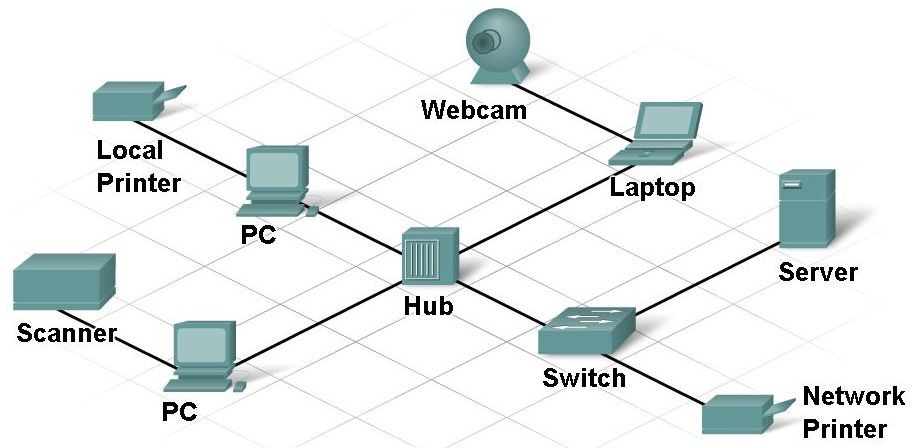 Webcam
Local
Printer
Laptop
PC
Server
Hub
Scanner
Switch
PC
Network
Printer